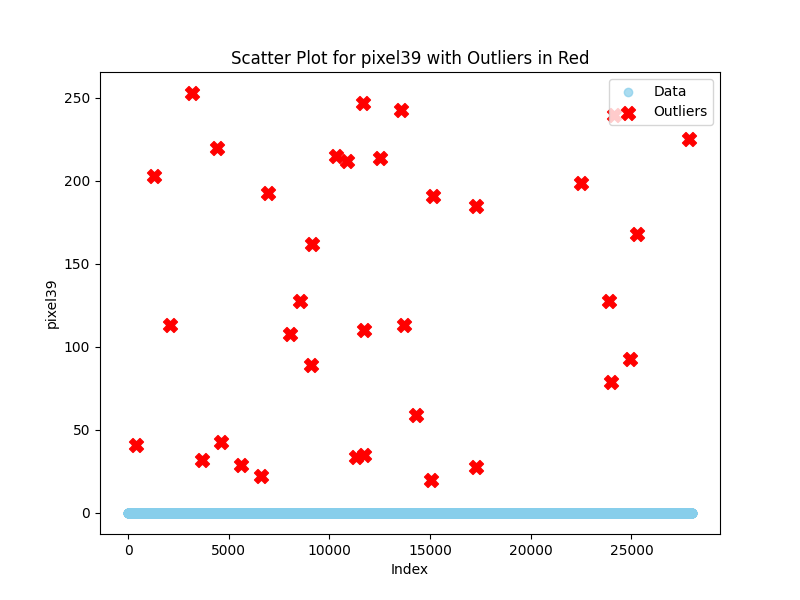 Scatter Plot for pixel39 with Outliers in Red
Data
Outliers
250
200
150
100
50
0
pixel39
0 5000 10000 15000 20000 25000
Index